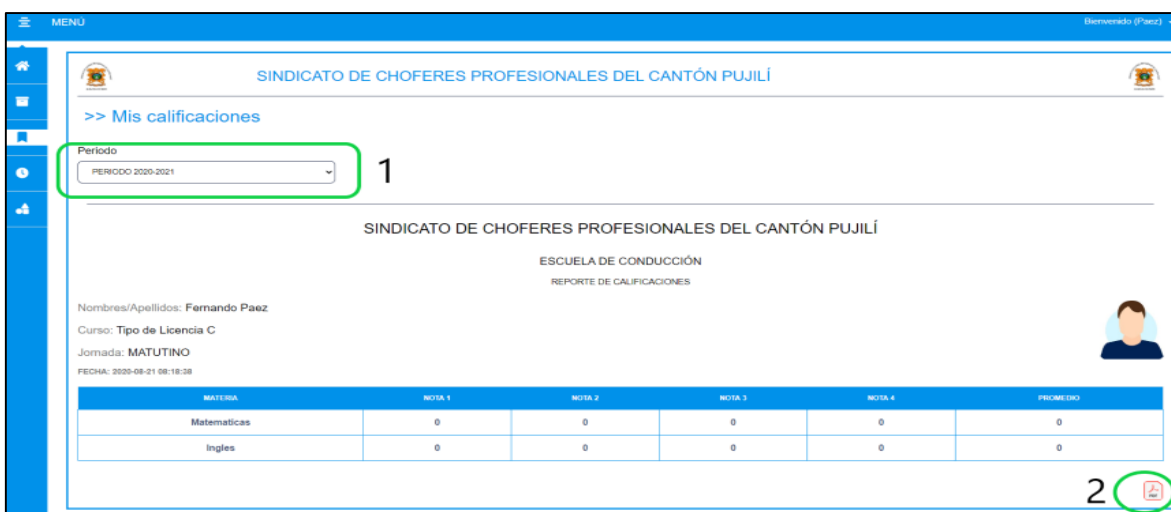 MENÚ
Bienvenido (Paez)
SINDICATO DE CHOFERES PROFESIONALES DEL CANTÓN PUJILÍ
>> Mis calificaciones
Periodo
PERIODO 2020-2021
1
SINDICATO DE CHOFERES PROFESIONALES DEL CANTÓN PUJILÍ
ESCUELA DE CONDUCCIÓN
REPORTE DE CALIFICACIONES
Nombres/Apellidos: Fernando Paez
Curso: Tipo de Licencia C
Jornada: MATUTINO
FECHA: 2020-08-21 08:18:38
MATERIA NOTA 1 NOTA 2 NOTA 3 NOTA 4 PROMEDIO
Matematicas 0 0 0 0 0
Ingles 0 0 0 0 0
2